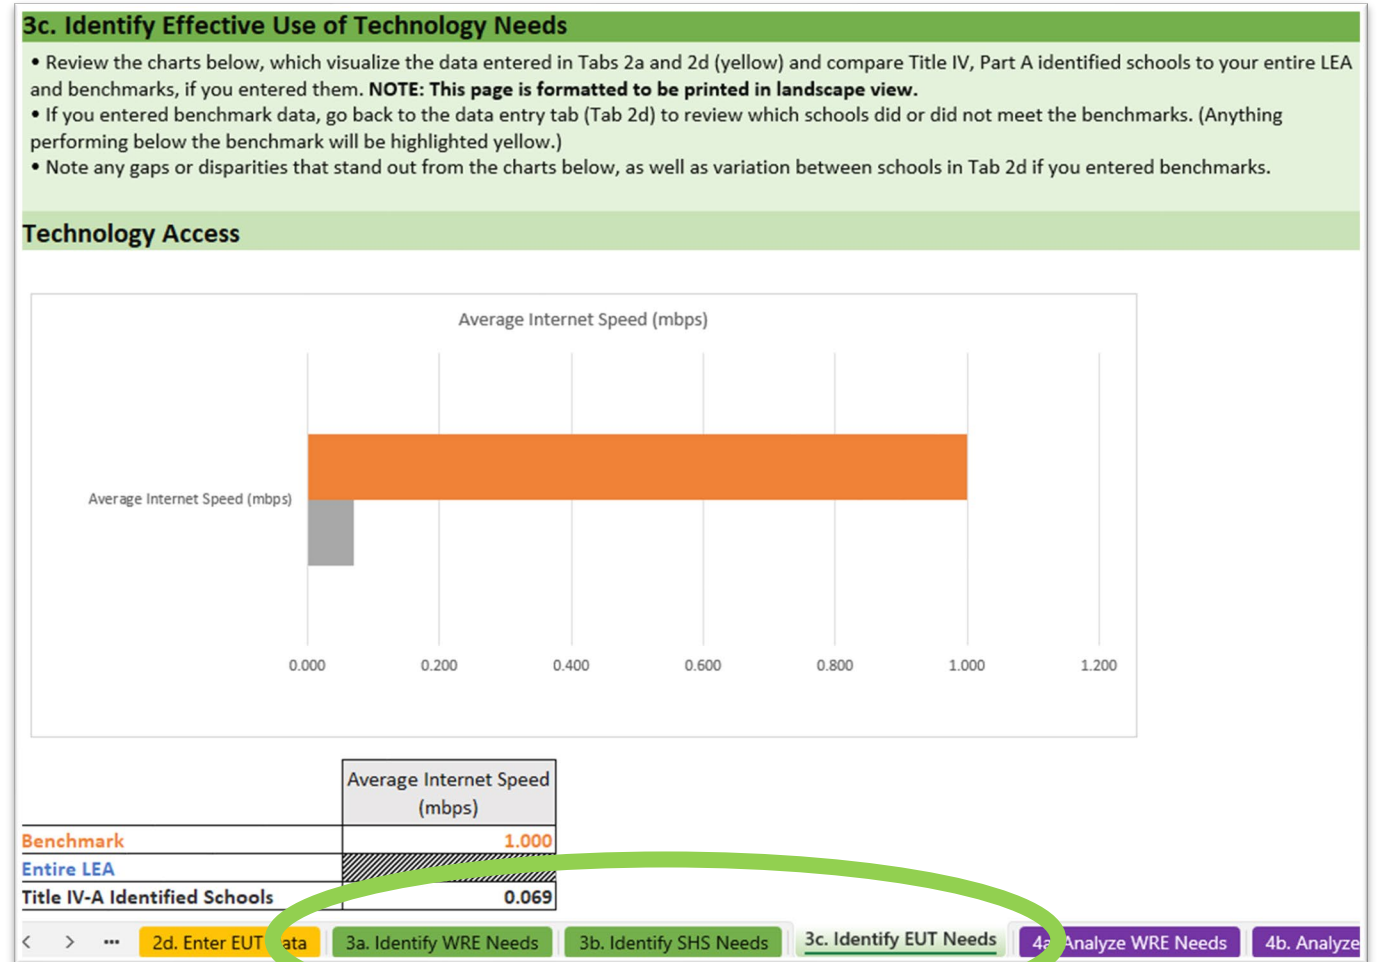 3c. Identify Effective Use of Technology Needs
• Review the charts below, which visualize the data entered in Tabs 2a and 2d (yellow) and compare Title IV, Part A identified schools to your entire LEA
and benchmarks, if you entered them. NOTE: This page is formatted to be printed in landscape view.
• If you entered benchmark data, go back to the data entry tab (Tab 2d) to review which schools did or did not meet the benchmarks. (Anything
performing below the benchmark will be highlighted yellow.)
• Note any gaps or disparities that stand out from the charts below, as well as variation between schools in Tab 2d if you entered benchmarks.
Technology Access
Average Internet Speed (mbps)
Average Internet Speed (mbps)
0.000 0.200 0.400 0.600 0.800 1.000 1.200
Average Internet Speed
(mbps)
Benchmark 1.000
Entire LEA
Title IV-A Identified Schools 0.069
2d. Enter EUT ata 3a. Identify WRE Needs 3b. Identify SHS Needs 3c. Identify EUT Needs 4a Analyze WRE Needs 4b. Analyze